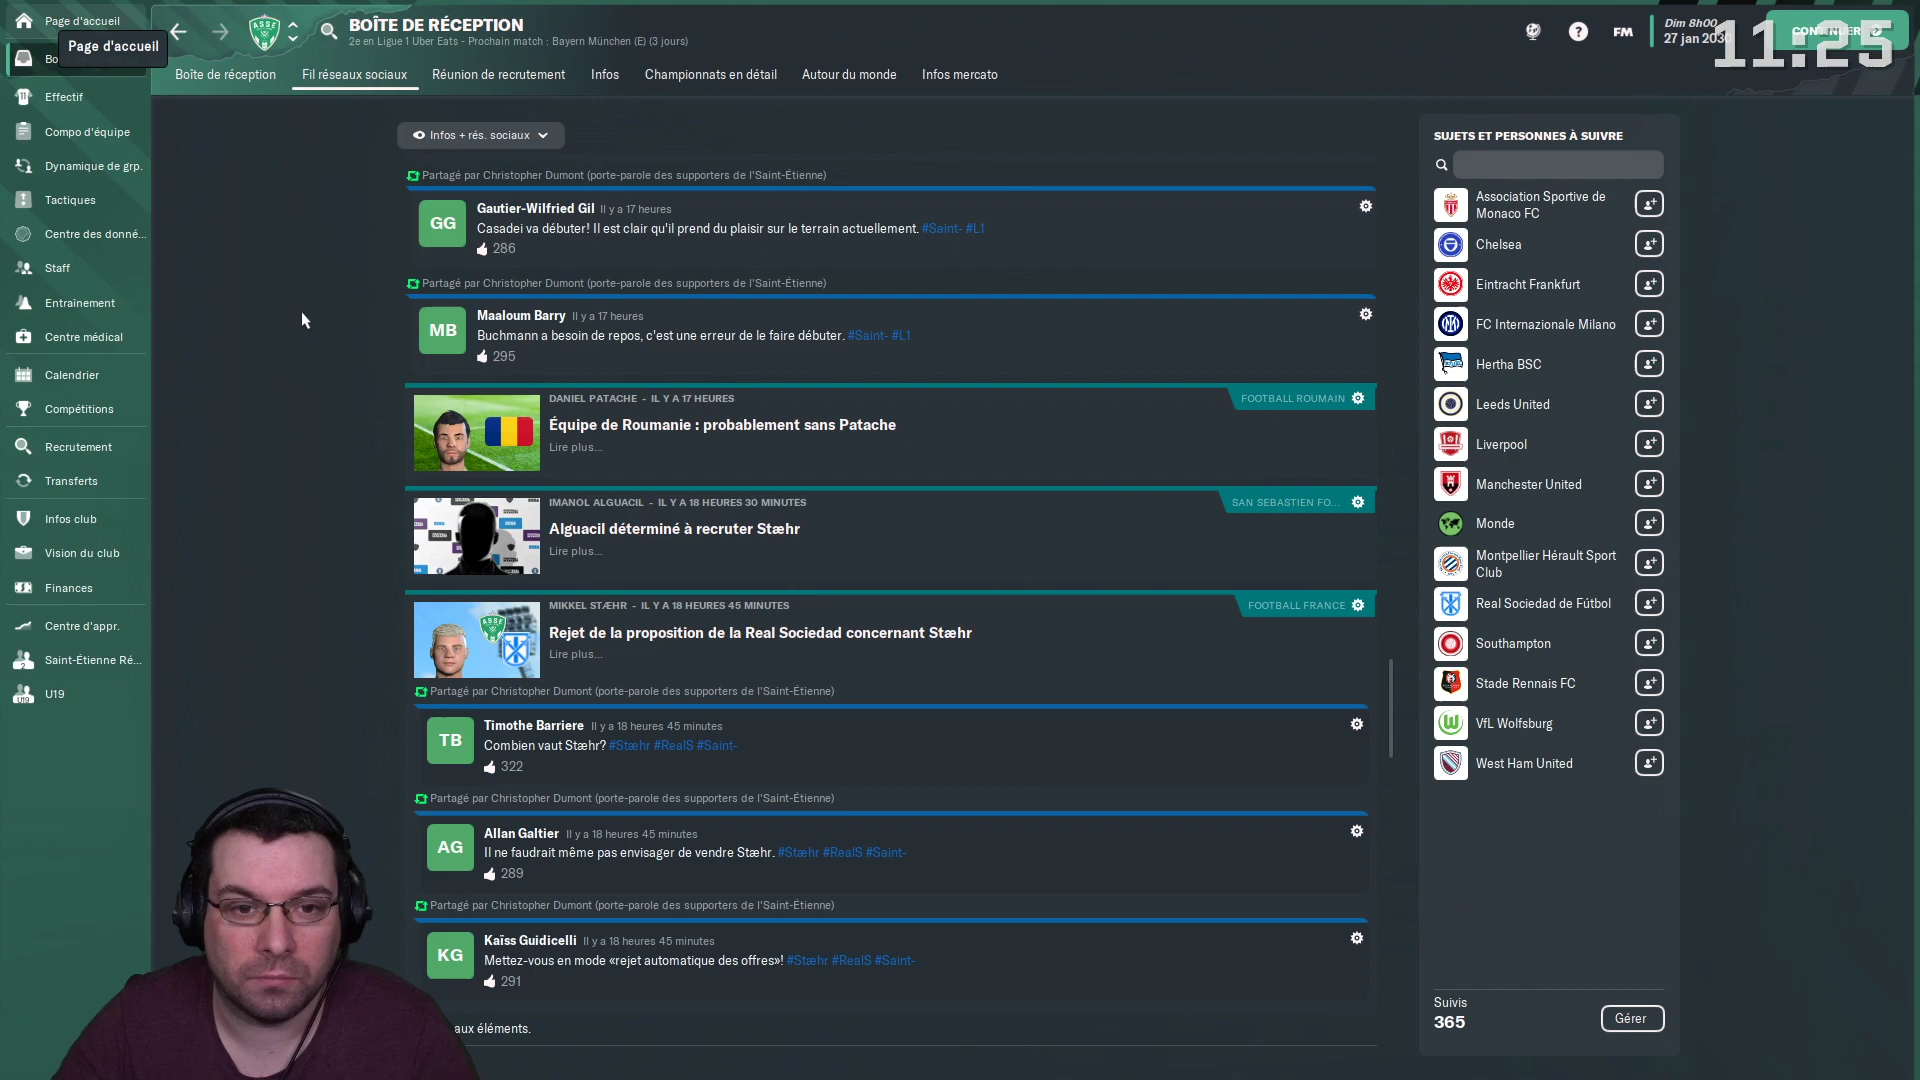 Page d'accueil
Page d'accueil
Effectif
Compo d'équipe
Dynamique de grp.
Tactiques
Centre des donné...
Staff
Entraînement
Centre médical
Calendrier
Compétitions
Recrutement
Transferts
Infos club
Vision du club
Finances
Centre d'appr.
Saint-Étienne Ré...
U19
BOÎTE DE RÉCEPTION
2e en Ligue 1 Uber Eats - Prochain match : Bayern München (E) (3 jours)
FM
Dim 8h00
27 jan 2030
CONTINUER
11:25
Boîte de réception
Fil réseaux sociaux
Réunion de recrutement
Infos
Championnats en détail
Autour du monde
Infos mercato
Infos + rés. sociaux
Partagé par Christopher Dumont (porte-parole des supporters de l'Saint-Étienne)
GG
Gautier-Wilfried Gil Il y a 17 heures
Casadei va débuter! Il est clair qu'il prend du plaisir sur le terrain actuellement. #Saint- #L1
286
Partagé par Christopher Dumont (porte-parole des supporters de l'Saint-Étienne)
MB
Maaloum Barry Il y a 17 heures
Buchmann a besoin de repos, c'est une erreur de le faire débuter. #Saint- #L1
295
DANIEL PATACHE - IL Y A 17 HEURES
FOOTBALL ROUMAIN
Équipe de Roumanie : probablement sans Patache
Lire plus...
IMANOL ALGUACIL - IL Y A 18 HEURES 30 MINUTES
SAN SEBASTIEN FO...
Alguacil déterminé à recruter Stæhr
Lire plus...
MIKKEL STÆHR - IL Y A 18 HEURES 45 MINUTES
FOOTBALL FRANCE
Rejet de la proposition de la Real Sociedad concernant Stæhr
Lire plus...
Partagé par Christopher Dumont (porte-parole des supporters de l'Saint-Étienne)
TB
Timothe Barriere Il y a 18 heures 45 minutes
Combien vaut Stæhr? #Stæhr #RealS #Saint-
322
Partagé par Christopher Dumont (porte-parole des supporters de l'Saint-Étienne)
AG
Allan Galtier Il y a 18 heures 45 minutes
Il ne faudrait même pas envisager de vendre Stæhr. #Stæhr #RealS #Saint-
289
Partagé par Christopher Dumont (porte-parole des supporters de l'Saint-Étienne)
KG
Kaïss Guidicelli Il y a 18 heures 45 minutes
Mettez-vous en mode «rejet automatique des offres»! #Stæhr #RealS #Saint-
291
aux éléments.
SUJETS ET PERSONNES À SUIVRE
Association Sportive de
Monaco FC
Chelsea
Eintracht Frankfurt
FC Internazionale Milano
Hertha BSC
Leeds United
Liverpool
Manchester United
Monde
Montpellier Hérault Sport
Club
Real Sociedad de Fútbol
Southampton
Stade Rennais FC
VfL Wolfsburg
West Ham United
Suivis
365
Gérer